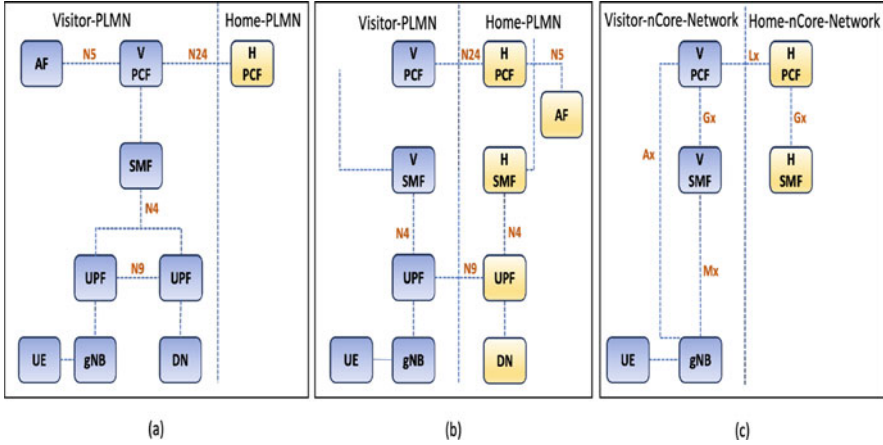 Visitor-PLMN
Home-PLMN
AF
N5
V
PCF
N24
H
PCF
SMF
N4
UPF
N9
UPF
UE
gNB
DN
(a)
Visitor-PLMN
Home-PLMN
V
PCF
N24
H
PCF
N5
AF
V
SMF
H
SMF
N4
N4
UPF
N9
UPF
UE
gNB
DN
(b)
Visitor-nCore-Network
Home-nCore-Network
V
PCF
Lx
H
PCF
Gx
Gx
Ax
V
SMF
H
SMF
Mx
UE
gNB
(c)